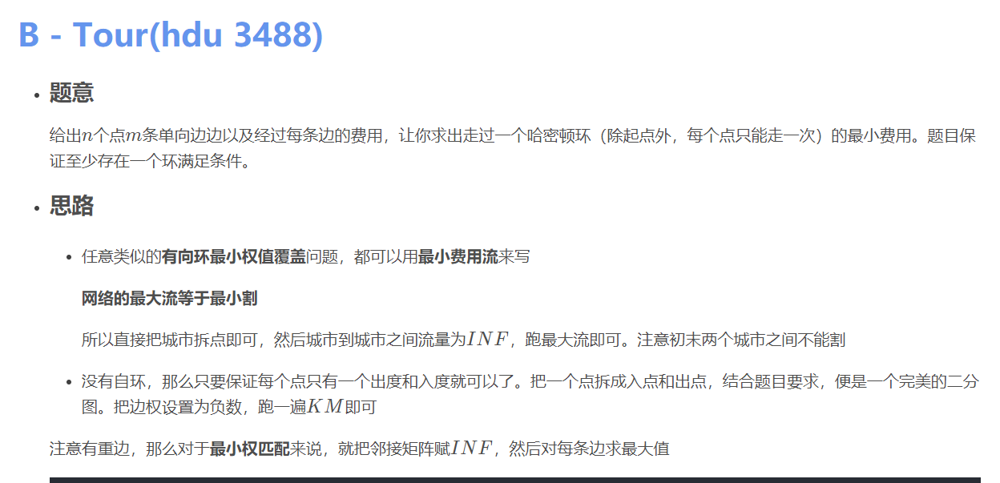 B - Tour(hdu 3488)
题意
给出n个点m条单向边边以及经过每条边的费用，让你求出走过一个哈密顿环（除起点外，每个点只能走一次）的最小费用。题目保
证至少存在一个环满足条件。
思路
任意类似的有向环最小权值覆盖问题，都可以用最小费用流来写
网络的最大流等于最小割
所以直接把城市拆点即可，然后城市到城市之间流量为INF，跑最大流即可。注意初末两个城市之间不能割
没有自环，那么只要保证每个点只有一个出度和入度就可以了。把一个点拆成入点和出点，结合题目要求，便是一个完美的二分
图。把边权设置为负数，跑一遍KM即可
注意有重边，那么对于最小权匹配来说，就把邻接矩阵赋INF，然后对每条边求最大值